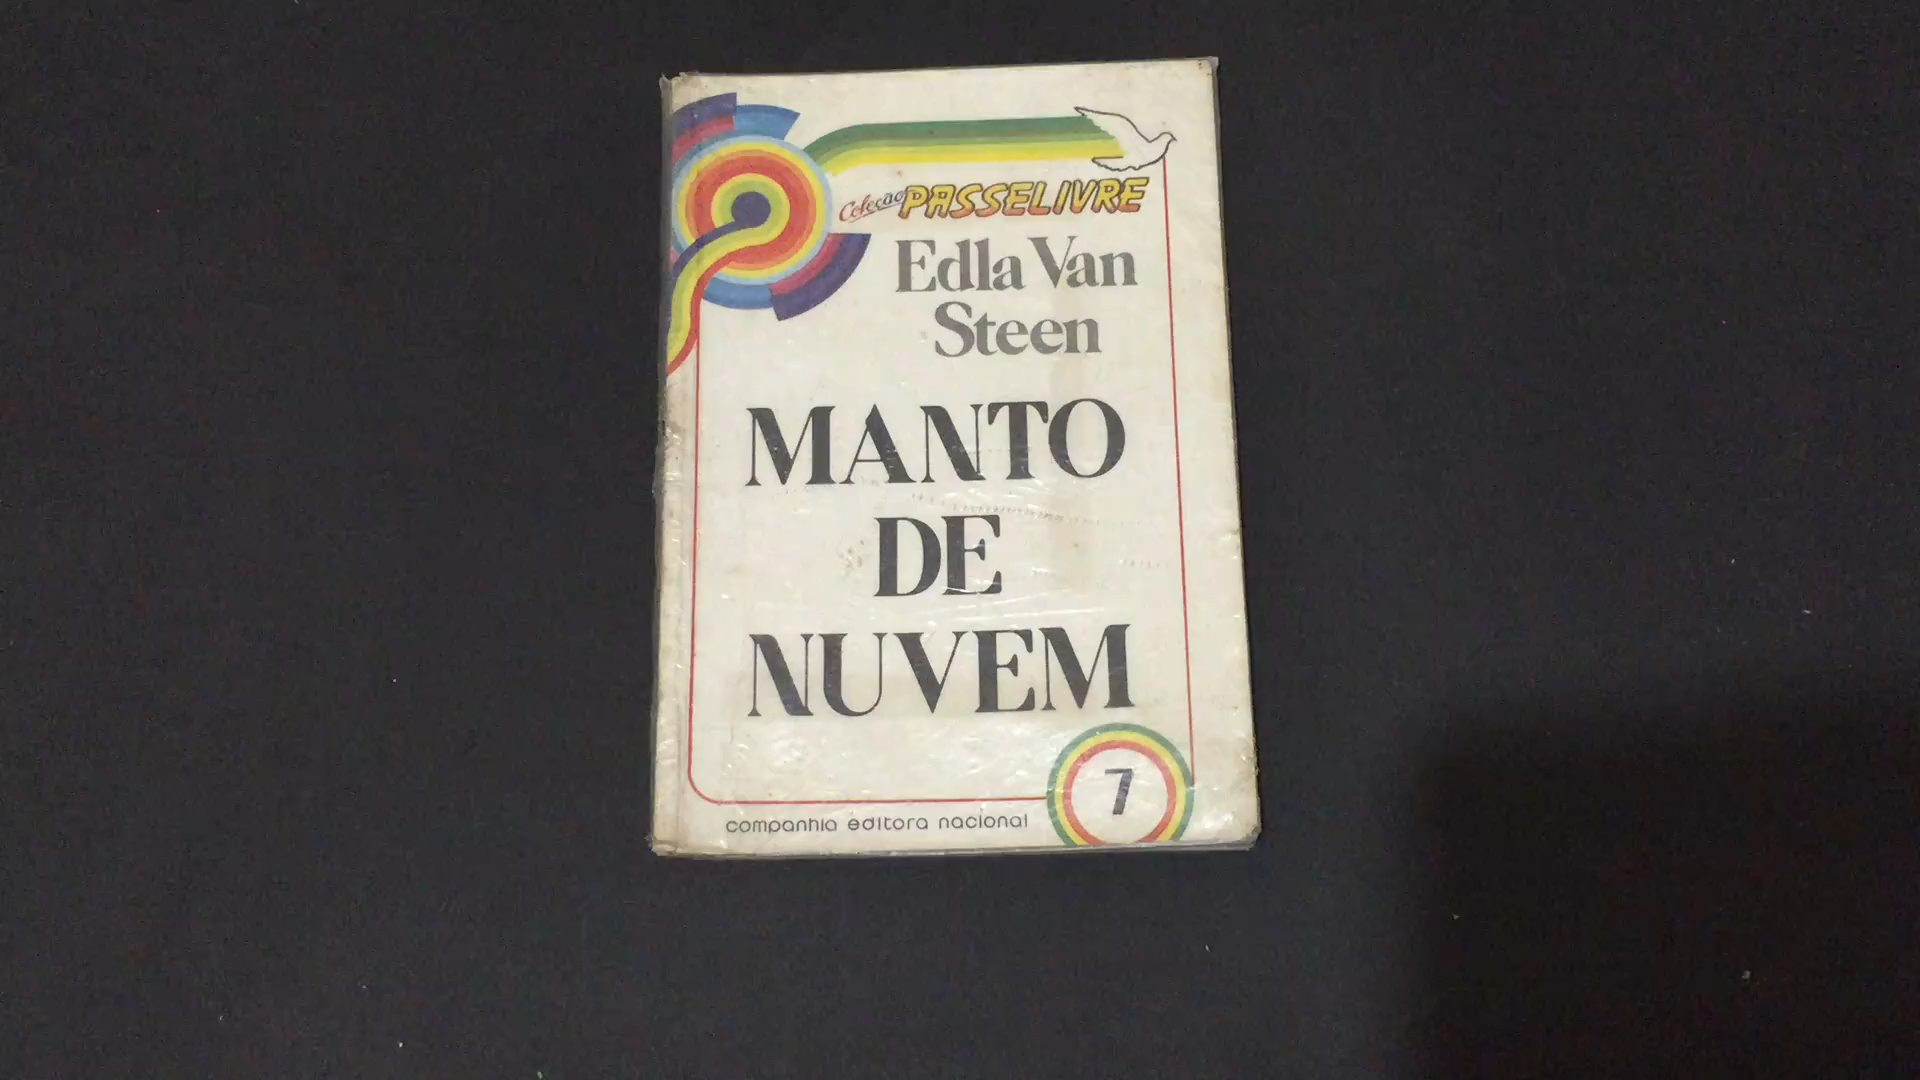 Coleção PASSELIVRE
Edla Van
Steen
MANTO
DE
NUVEM
7
companhia editora nacional